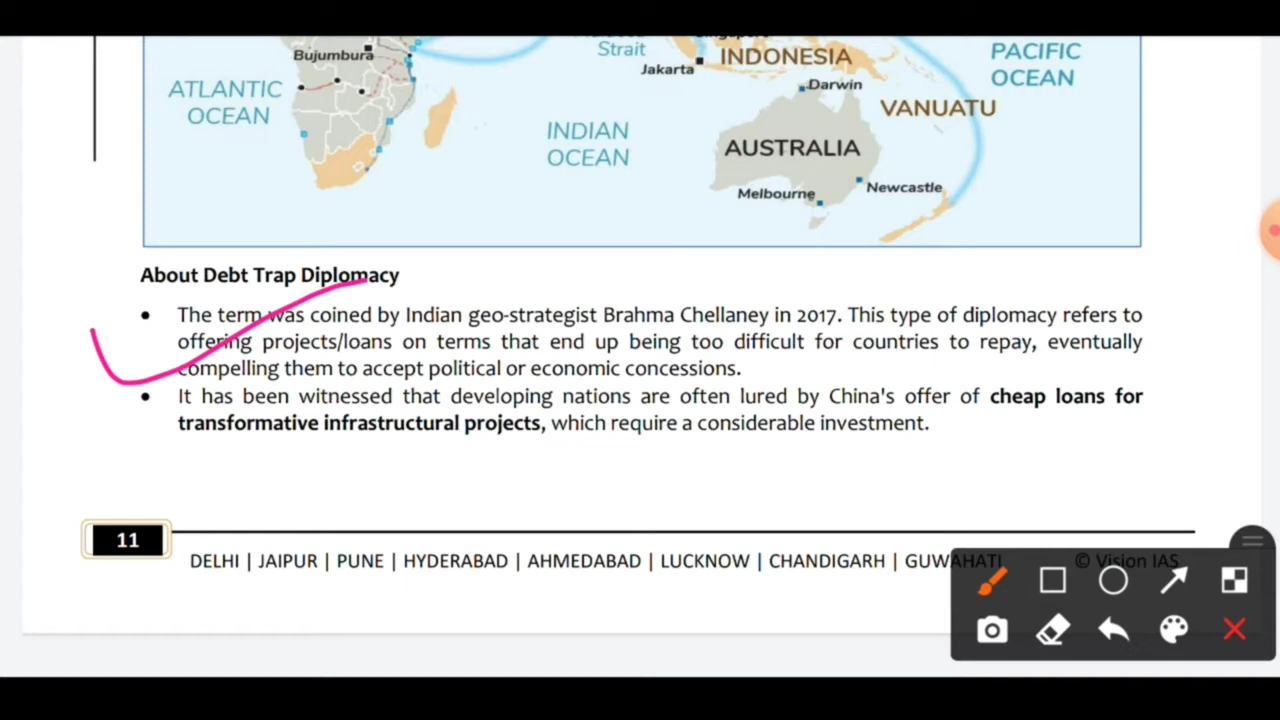 Bujumbura
Strait
INDONESIA
PACIFIC
OCEAN
Jakarta
Darwin
ATLANTIC
OCEAN
VANUATU
INDIAN
OCEAN
AUSTRALIA
Melbourne
Newcastle
About Debt Trap Diplomacy
• The term was coined by Indian geo-strategist Brahma Chellaney in 2017. This type of diplomacy refers to
offering projects/loans on terms that end up being too difficult for countries to repay, eventually
compelling them to accept political or economic concessions.
• It has been witnessed that developing nations are often lured by China's offer of cheap loans for
transformative infrastructural projects, which require a considerable investment.
11
DELHI | JAIPUR | PUNE | HYDERABAD | AHMEDABAD | LUCKNOW | CHANDIGARH | GUWAHATI
© Vision IAS